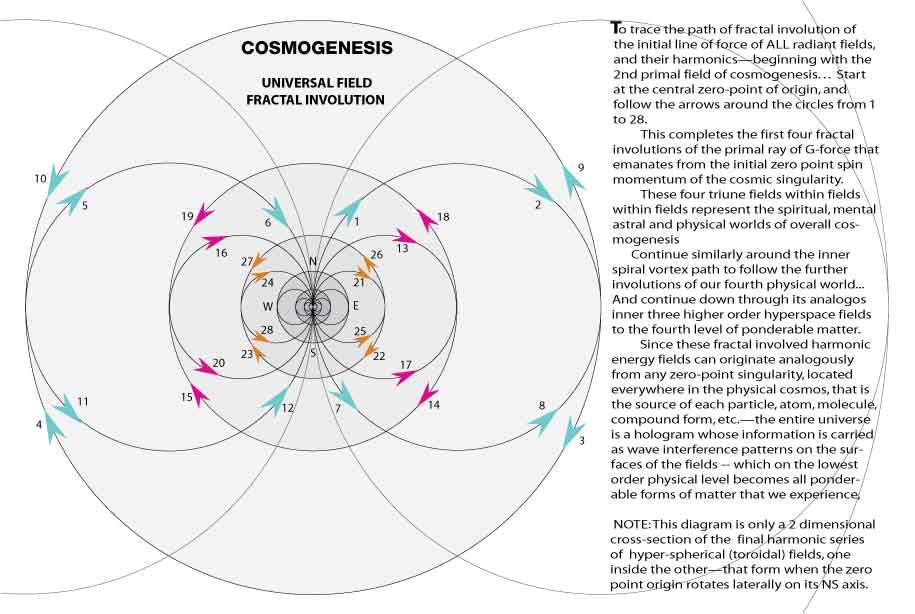 COSMOGENESIS
UNIVERSAL FIELD
FRACTAL INVOLUTION
10
9
5
2
6
1
19
18
16
13
27
26
N
24
21
W
E
28
25
S
23
22
20
17
15
14
11
12
7
8
4
3
To trace the path of fractal involution of
the initial line of force of ALL radiant fields,
and their harmonics—beginning with the
2nd primal field of cosmogenesis... Start
at the central zero-point of origin, and
follow the arrows around the circles from 1
to 28.
This completes the first four fractal
involutions of the primal ray of G-force that
emanates from the initial zero point spin
momentum of the cosmic singularity.
These four triune fields within fields
within fields represent the spiritual, mental
astral and physical worlds of overall cos-
mogenesis
Continue similarly around the inner
spiral vortex path to follow the further
involutions of our fourth physical world...
And continue down through its analogos
inner three higher order hyperspace fields
to the fourth level of ponderable matter.
Since these fractal involved harmonic
energy fields can originate analogously
from any zero-point singularity, located
everywhere in the physical cosmos, that is
the source of each particle, atom, molecule,
compound form, etc.—the entire universe
is a hologram whose information is carried
as wave interference patterns on the sur-
faces of the fields -- which on the lowest
order physical level becomes all ponder-
able forms of matter that we experience,
NOTE: This diagram is only a 2 dimensional
cross-section of the final harmonic series
of hyper-spherical (toroidal) fields, one
inside the other—that form when the zero
point origin rotates laterally on its NS axis.